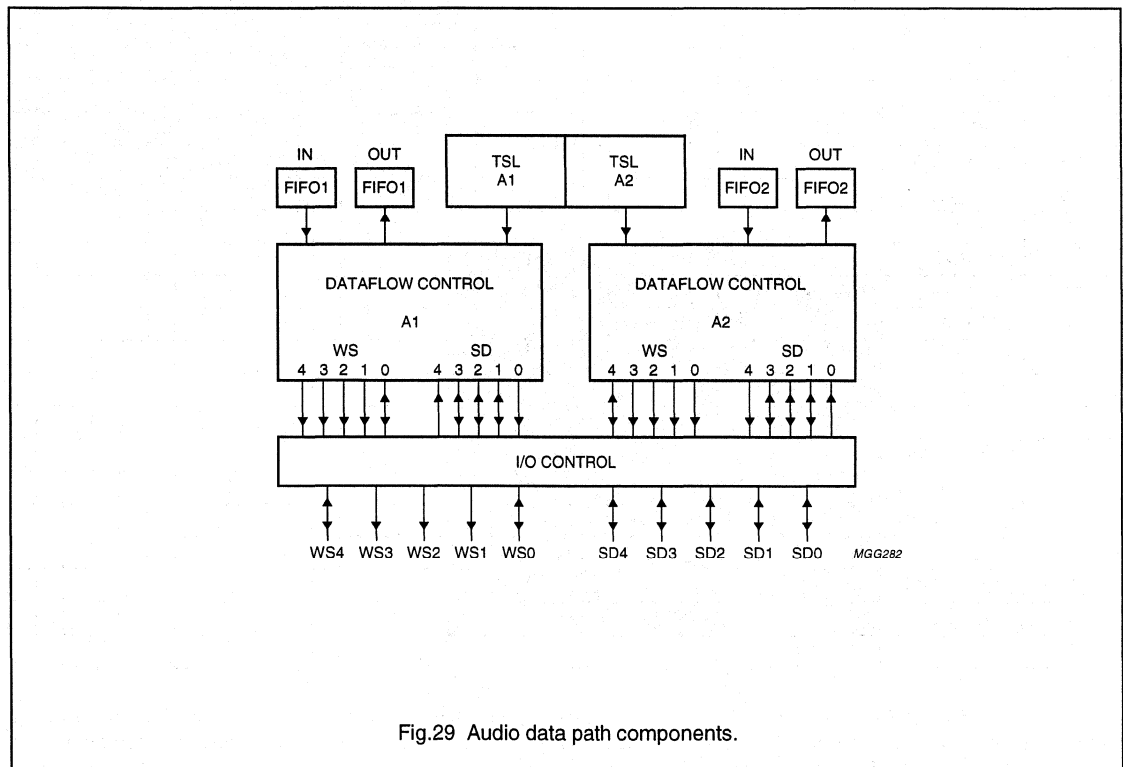 IN OUT TSL A1 TSL A2 IN OUT
FIFO1 FIFO1 FIFO2 FIFO2
DATAFLOW CONTROL DATAFLOW CONTROL
A1 A2
WS SD WS SD
4 3 2 1 0 4 3 2 1 0 4 3 2 1 0 4 3 2 1 0
I/O CONTROL
WS4 WS3 WS2 WS1 WS0 SD4 SD3 SD2 SD1 SD0 MGG282
Fig.29 Audio data path components.